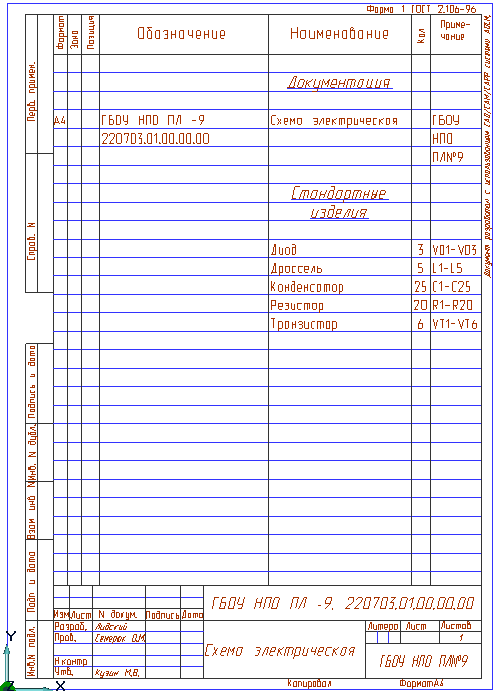 Форма 1 ГОСТ 2.106-96
Формат Зона Позиция Обозначение Наименование Кол Приме-
чание
Документация
А4 ГБОУ НПО ПЛ -9 Схема электрическая ГБОУ
220703.01.00.00.00 НПО
ПЛ№9
Стандартные
изделия
Диод 3 VD1-VD3
Дроссель 5 L1-L5
Конденсатор 25 C1-C25
Резистор 20 R1-R20
Транзистор 6 VT1-VT6
Перв. примен.
Справ. N
Подпись и дата
Инв. N дубл.
Взам инв N
Подп и дата
Инв.N подл.
Документ разработан с использованием CAD/CAM/CAPP системы ADEM.
ГБОУ НПО ПЛ -9. 220703.01.00.00.00
Изм Лист N докум. Подпись Дата
Разраб. Лидский
Пров. Семерок О.М.
Н контр
Утв. Кузин М.В.
Схема электрическая
Литера Лист Листов
1
ГБОУ НПО ПЛ№9
Копировал ФорматА4
Y
X